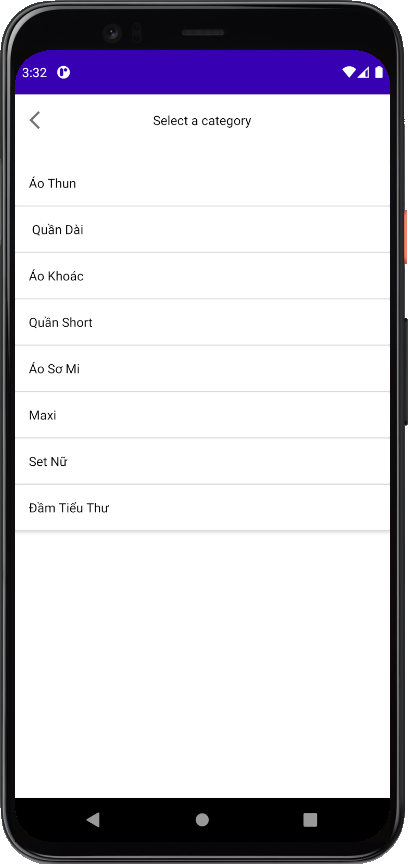 3:32
Select a category
Áo Thun
Quần Dài
Áo Khoác
Quần Short
Áo Sơ Mi
Maxi
Set Nữ
Đầm Tiểu Thư